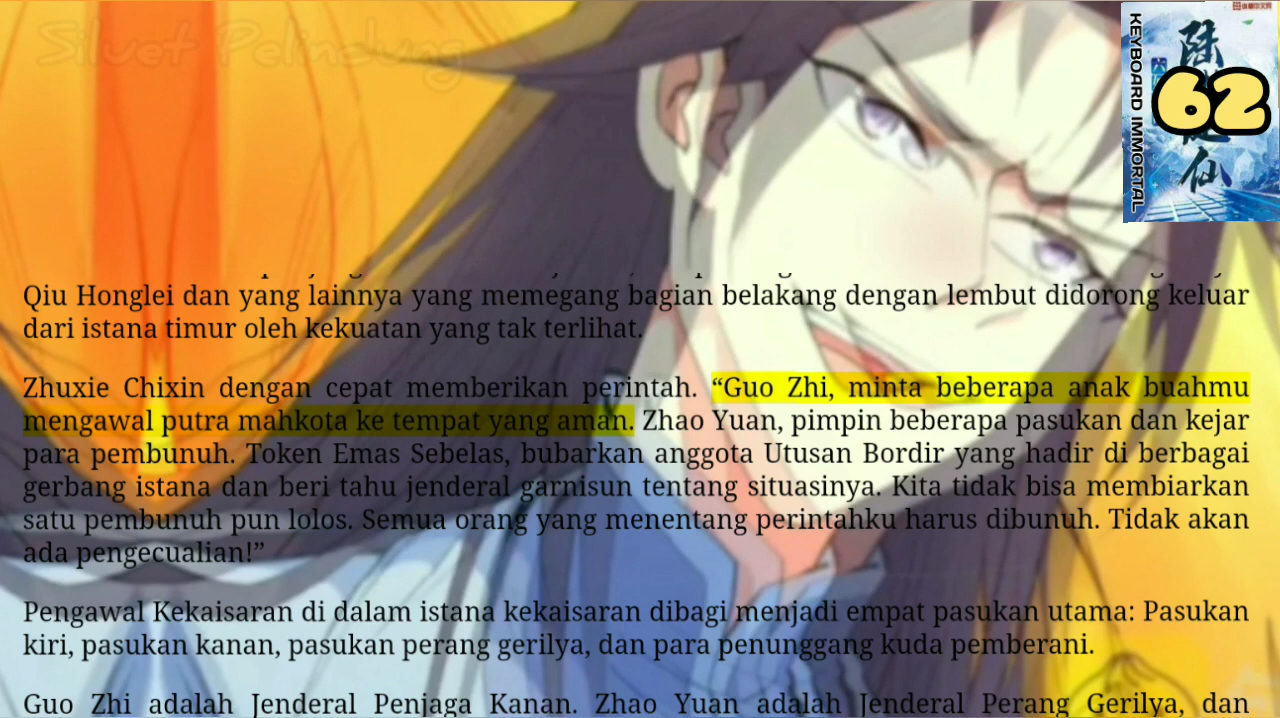 Siluet Pelindung
KEYBOARD IMMORTAL
62
仙
Qiu Honglei dan yang lainnya yang memegang bagian belakang dengan lembut didorong keluar
dari istana timur oleh kekuatan yang tak terlihat.
Zhuxie Chixin dengan cepat memberikan perintah. “Guo Zhi, minta beberapa anak buahmu
mengawal putra mahkota ke tempat yang aman. Zhao Yuan, pimpin beberapa pasukan dan kejar
para pembunuh. Token Emas Sebelas, bubarkan anggota Utusan Bordir yang hadir di berbagai
gerbang istana dan beri tahu jenderal garnisun tentang situasinya. Kita tidak bisa membiarkan
satu pembunuh pun lolos. Semua orang yang menentang perintahku harus dibunuh. Tidak akan
ada pengecualian!”
Pengawal Kekaisaran di dalam istana kekaisaran dibagi menjadi empat pasukan utama: Pasukan
kiri, pasukan kanan, pasukan perang gerilya, dan para penunggang kuda pemberani.
Guo Zhi adalah Jenderal Penjaga Kanan. Zhao Yuan adalah Jenderal Perang Gerilya, dan